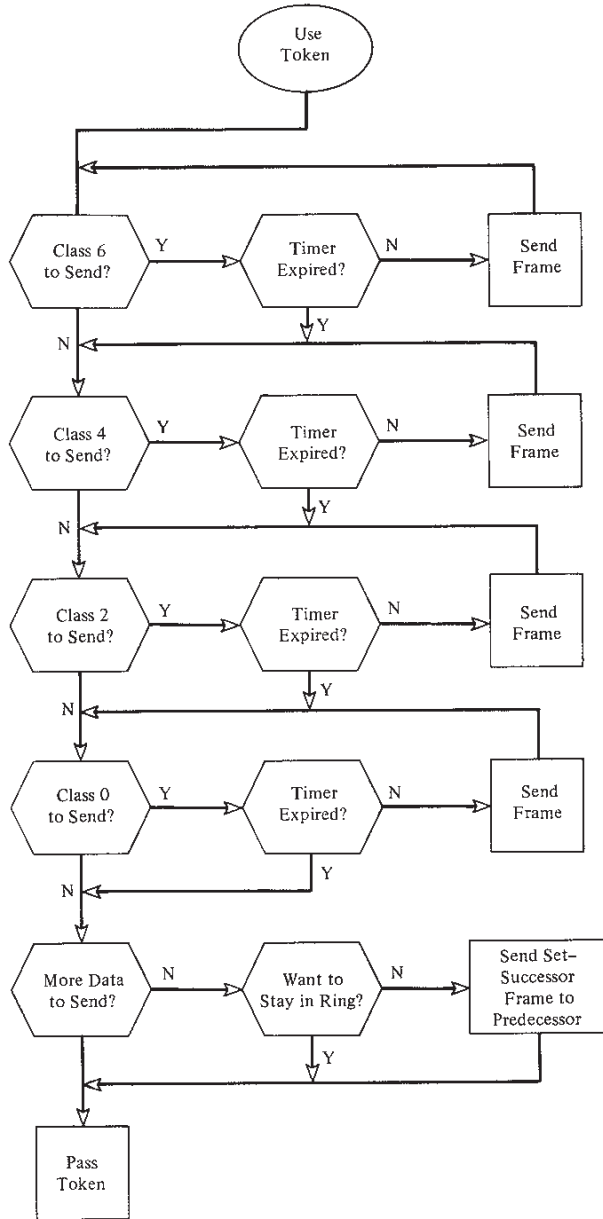 Use
Token
Class 6
to Send?
Y
Timer
Expired?
N
Send
Frame
N
Y
Class 4
to Send?
Y
Timer
Expired?
N
Send
Frame
N
Y
Class 2
to Send?
Y
Timer
Expired?
N
Send
Frame
N
Y
Class 0
to Send?
Y
Timer
Expired?
N
Send
Frame
N
Y
More Data
to Send?
N
Want to
Stay in Ring?
N
Send Set–
Successor
Frame to
Predecessor
Y
Pass
Token